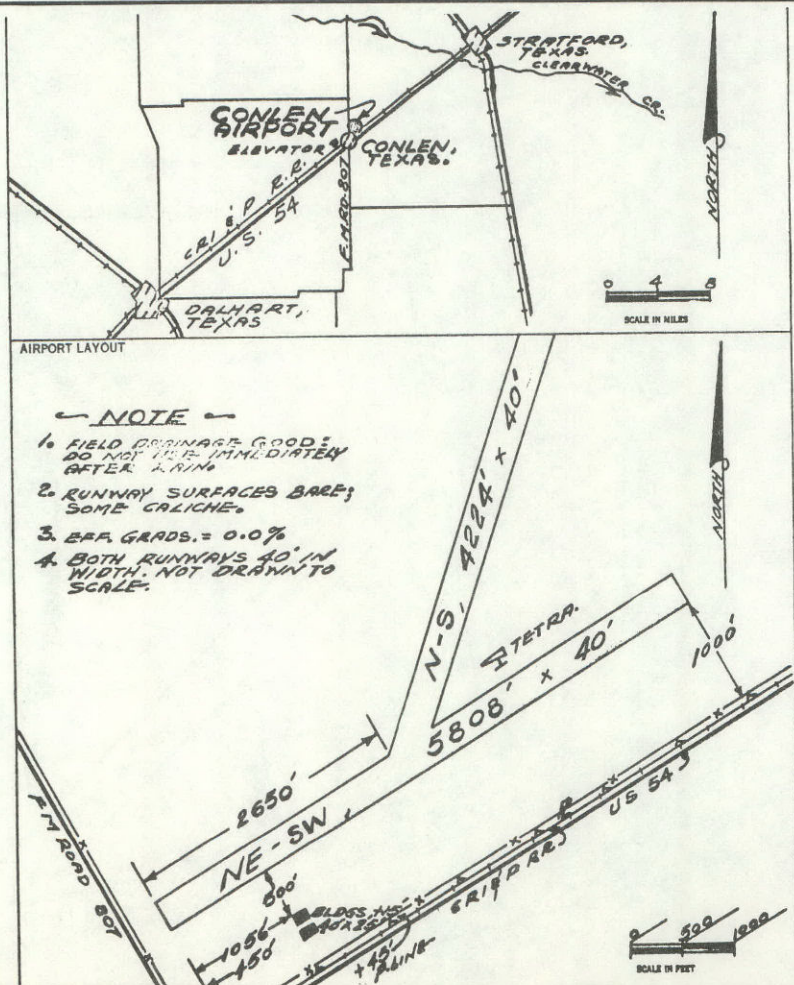 STRATFORD,
TEXAS.
CLEARWATER CR.
CONLEN
AIRPORT
ELEVATOR
CONLEN,
TEXAS.
C.R.I. & P. R.R.
U.S. 54
F.M. RD. 807
DALHART,
TEXAS
NORTH
0 4 8
SCALE IN MILES
AIRPORT LAYOUT
NOTE
1. FIELD DRAINAGE GOOD:
DO NOT USE IMMEDIATELY
AFTER RAIN.
2. RUNWAY SURFACES BARE;
SOME CALICHE.
3. EFF. GRADS. = 0.0%
4. BOTH RUNWAYS 40' IN
WIDTH. NOT DRAWN TO
SCALE.
NORTH
N-S, 4224' x 40'
TETRA.
5808' x 40'
1000'
2650'
NE-SW
F.M. ROAD 807
BLDGS. +15'
1056'
450'
+45'
P-LINE
CRI & P RR
US 54
0 500 1000
SCALE IN FEET